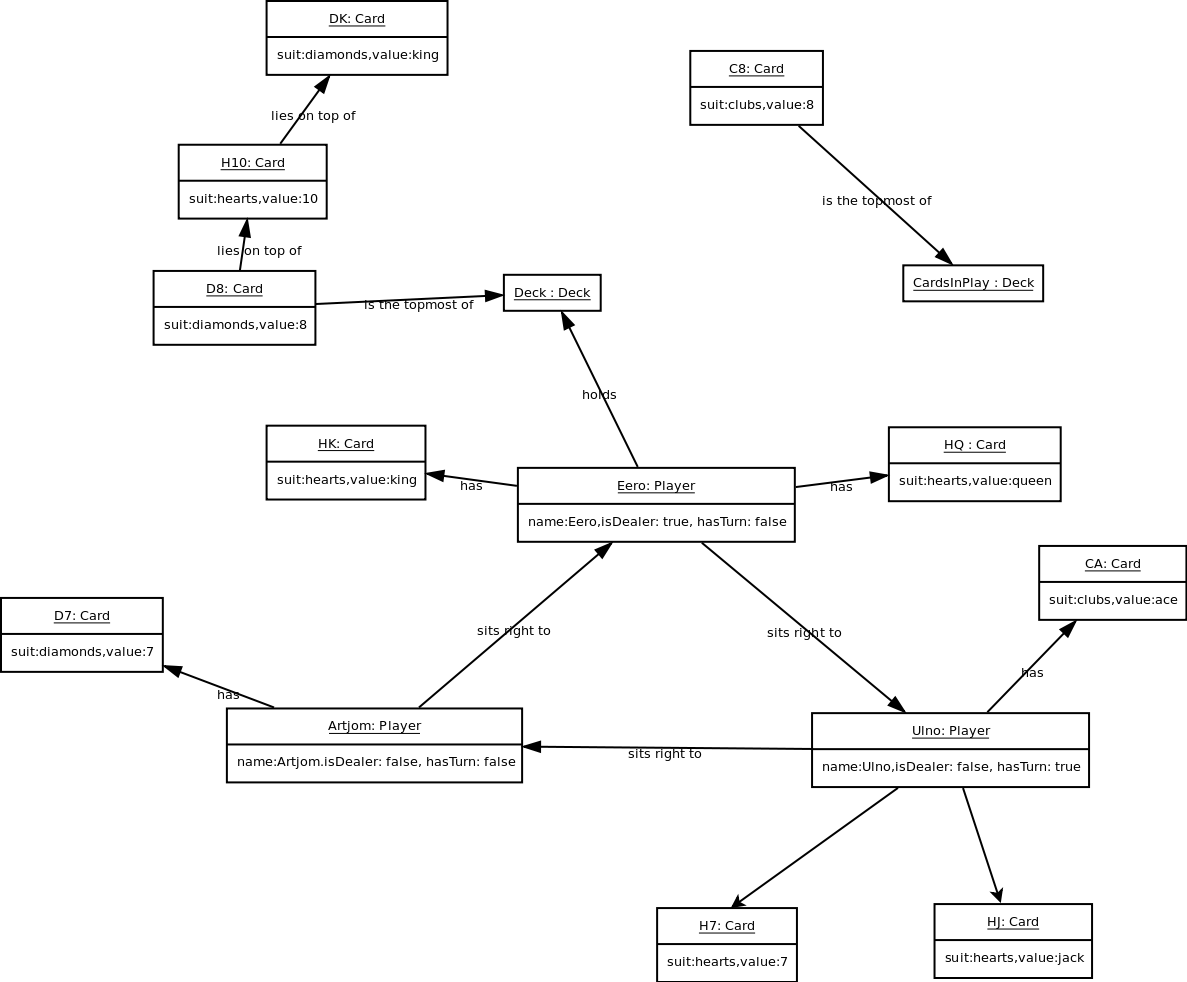 DK: Card
suit:diamonds,value:king
C8: Card
suit:clubs,value:8
lies on top of
H10: Card
suit:hearts,value:10
is the topmost of
lies on top of
D8: Card
suit:diamonds,value:8
is the topmost of
Deck : Deck
CardsInPlay : Deck
holds
HK: Card
suit:hearts,value:king
has
Eero: Player
name:Eero,isDealer: true, hasTurn: false
has
HQ : Card
suit:hearts,value:queen
CA: Card
suit:clubs,value:ace
D7: Card
suit:diamonds,value:7
sits right to
sits right to
has
has
Artjom: Player
name:Artjom.isDealer: false, hasTurn: false
sits right to
Ulno: Player
name:Ulno,isDealer: false, hasTurn: true
H7: Card
suit:hearts,value:7
HJ: Card
suit:hearts,value:jack